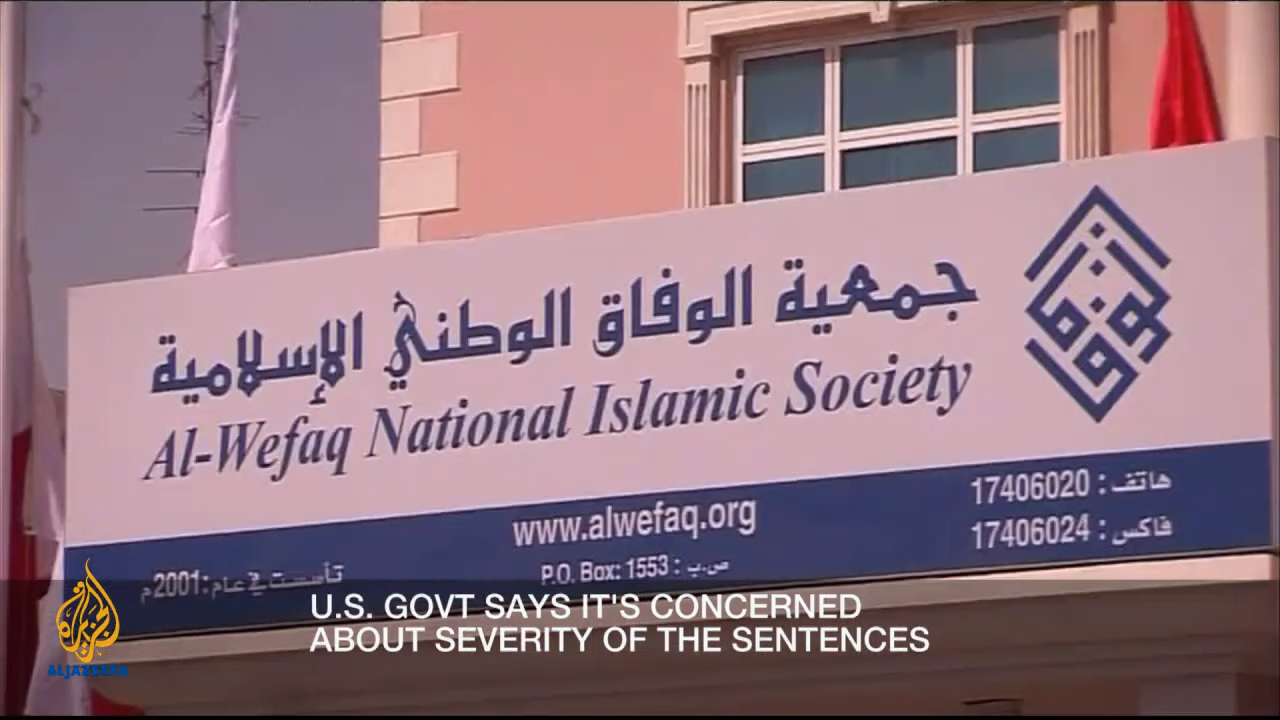 جمعية الوفاق الوطني الإسلامية
Al-Wefaq National Islamic Society
www.alwefaq.org
هاتف : 17406020
فاكس : 17406024
P.O. Box: 1553 : ص.ب
تأسست في عام: 2001م
U.S. GOVT SAYS IT'S CONCERNED
ABOUT SEVERITY OF THE SENTENCES
الجزيرة
ALJAZEERA